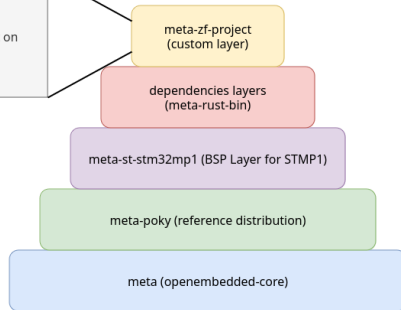 on
meta-zf-project
(custom layer)
dependencies layers
(meta-rust-bin)
meta-st-stm32mp1 (BSP Layer for STMP1)
meta-poky (reference distribution)
meta (openembedded-core)